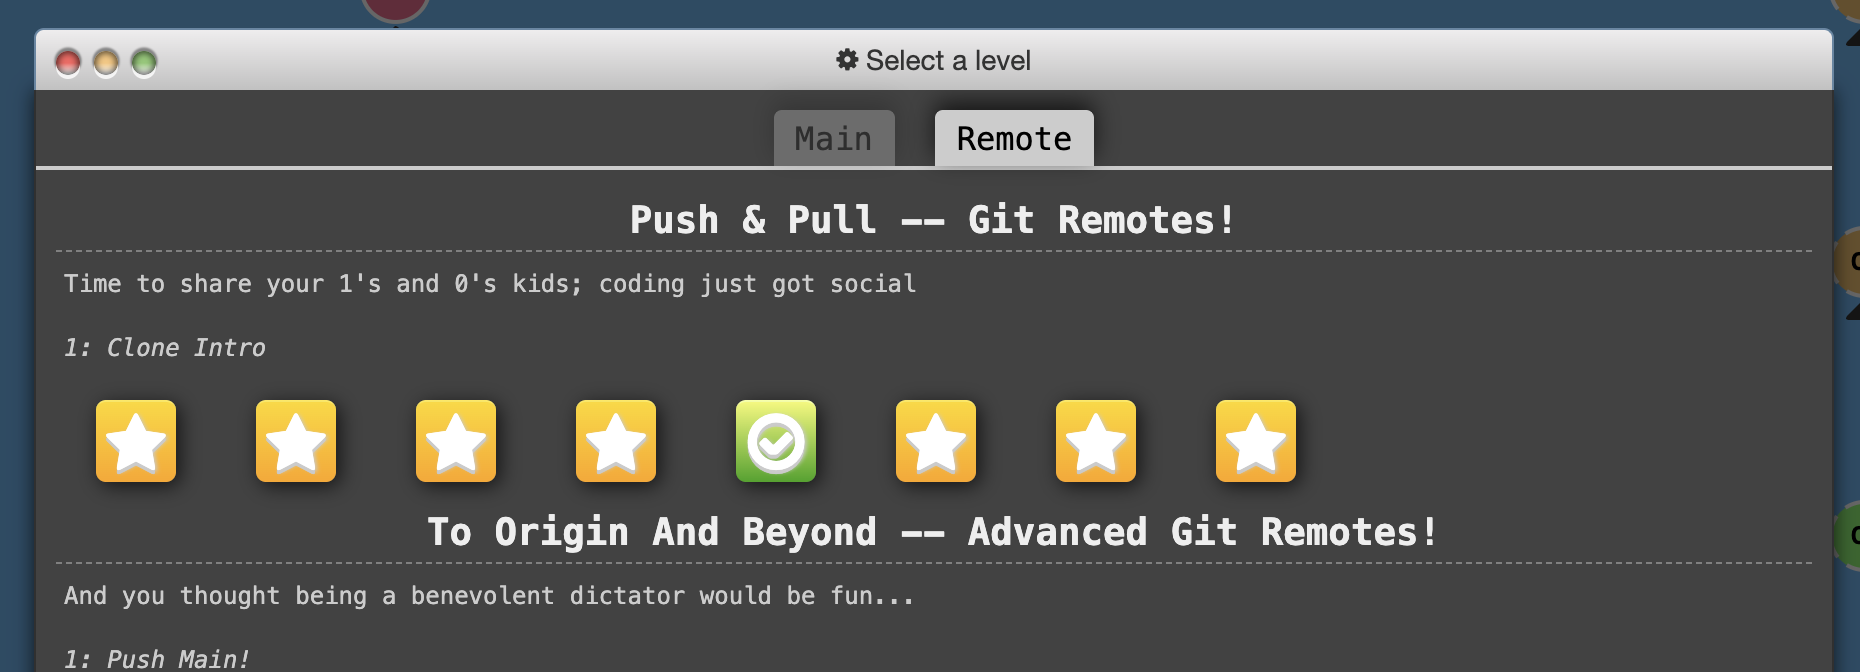 Select a level
Main
Remote
Push & Pull -- Git Remotes!
Time to share your 1's and 0's kids; coding just got social
1: Clone Intro
To Origin And Beyond -- Advanced Git Remotes!
And you thought being a benevolent dictator would be fun...
1: Push Main!